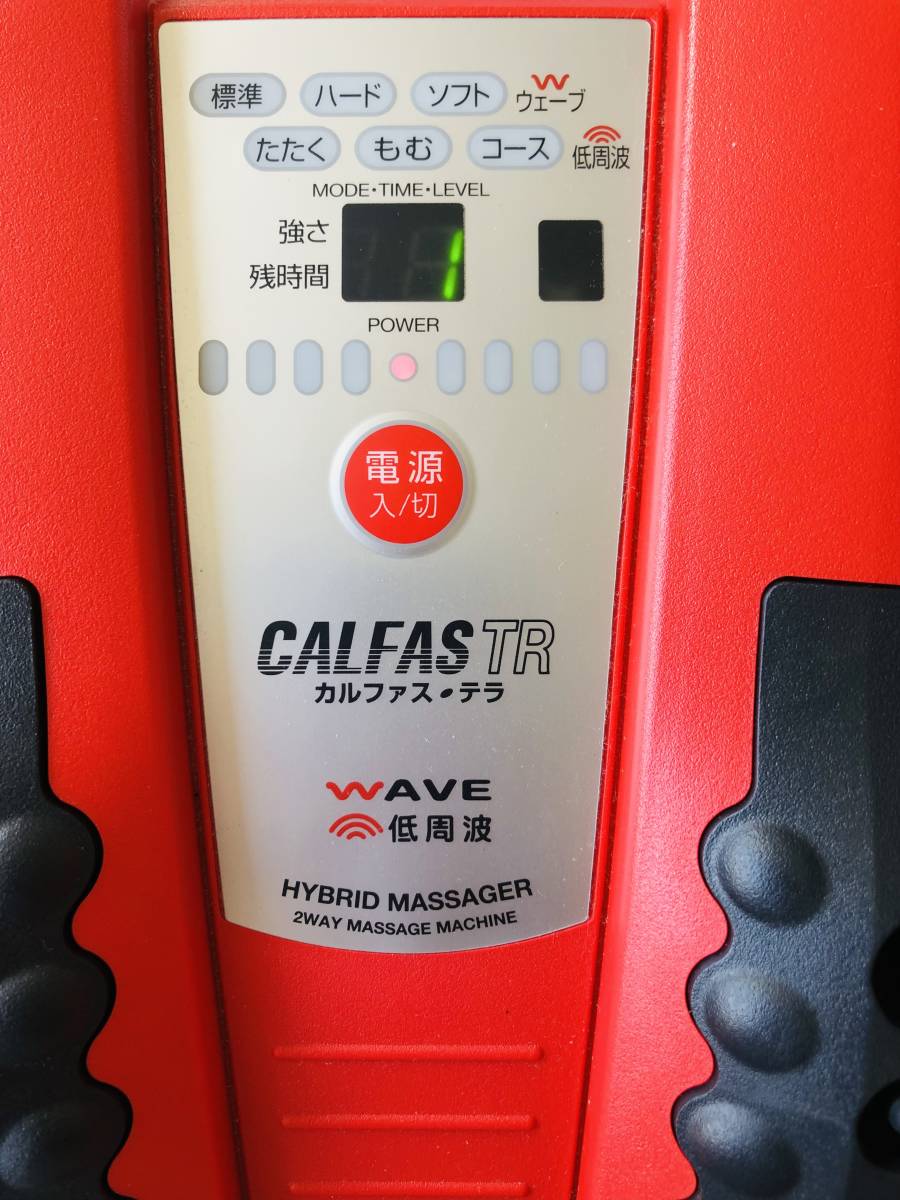 標準 ハード ソフト ウェーブ
たたく もむ コース 低周波
MODE・TIME・LEVEL
強さ
残時間
1
POWER
電源
入/切
CALFAS TR
カルファス・テラ
WAVE
低周波
HYBRID MASSAGER
2WAY MASSAGE MACHINE